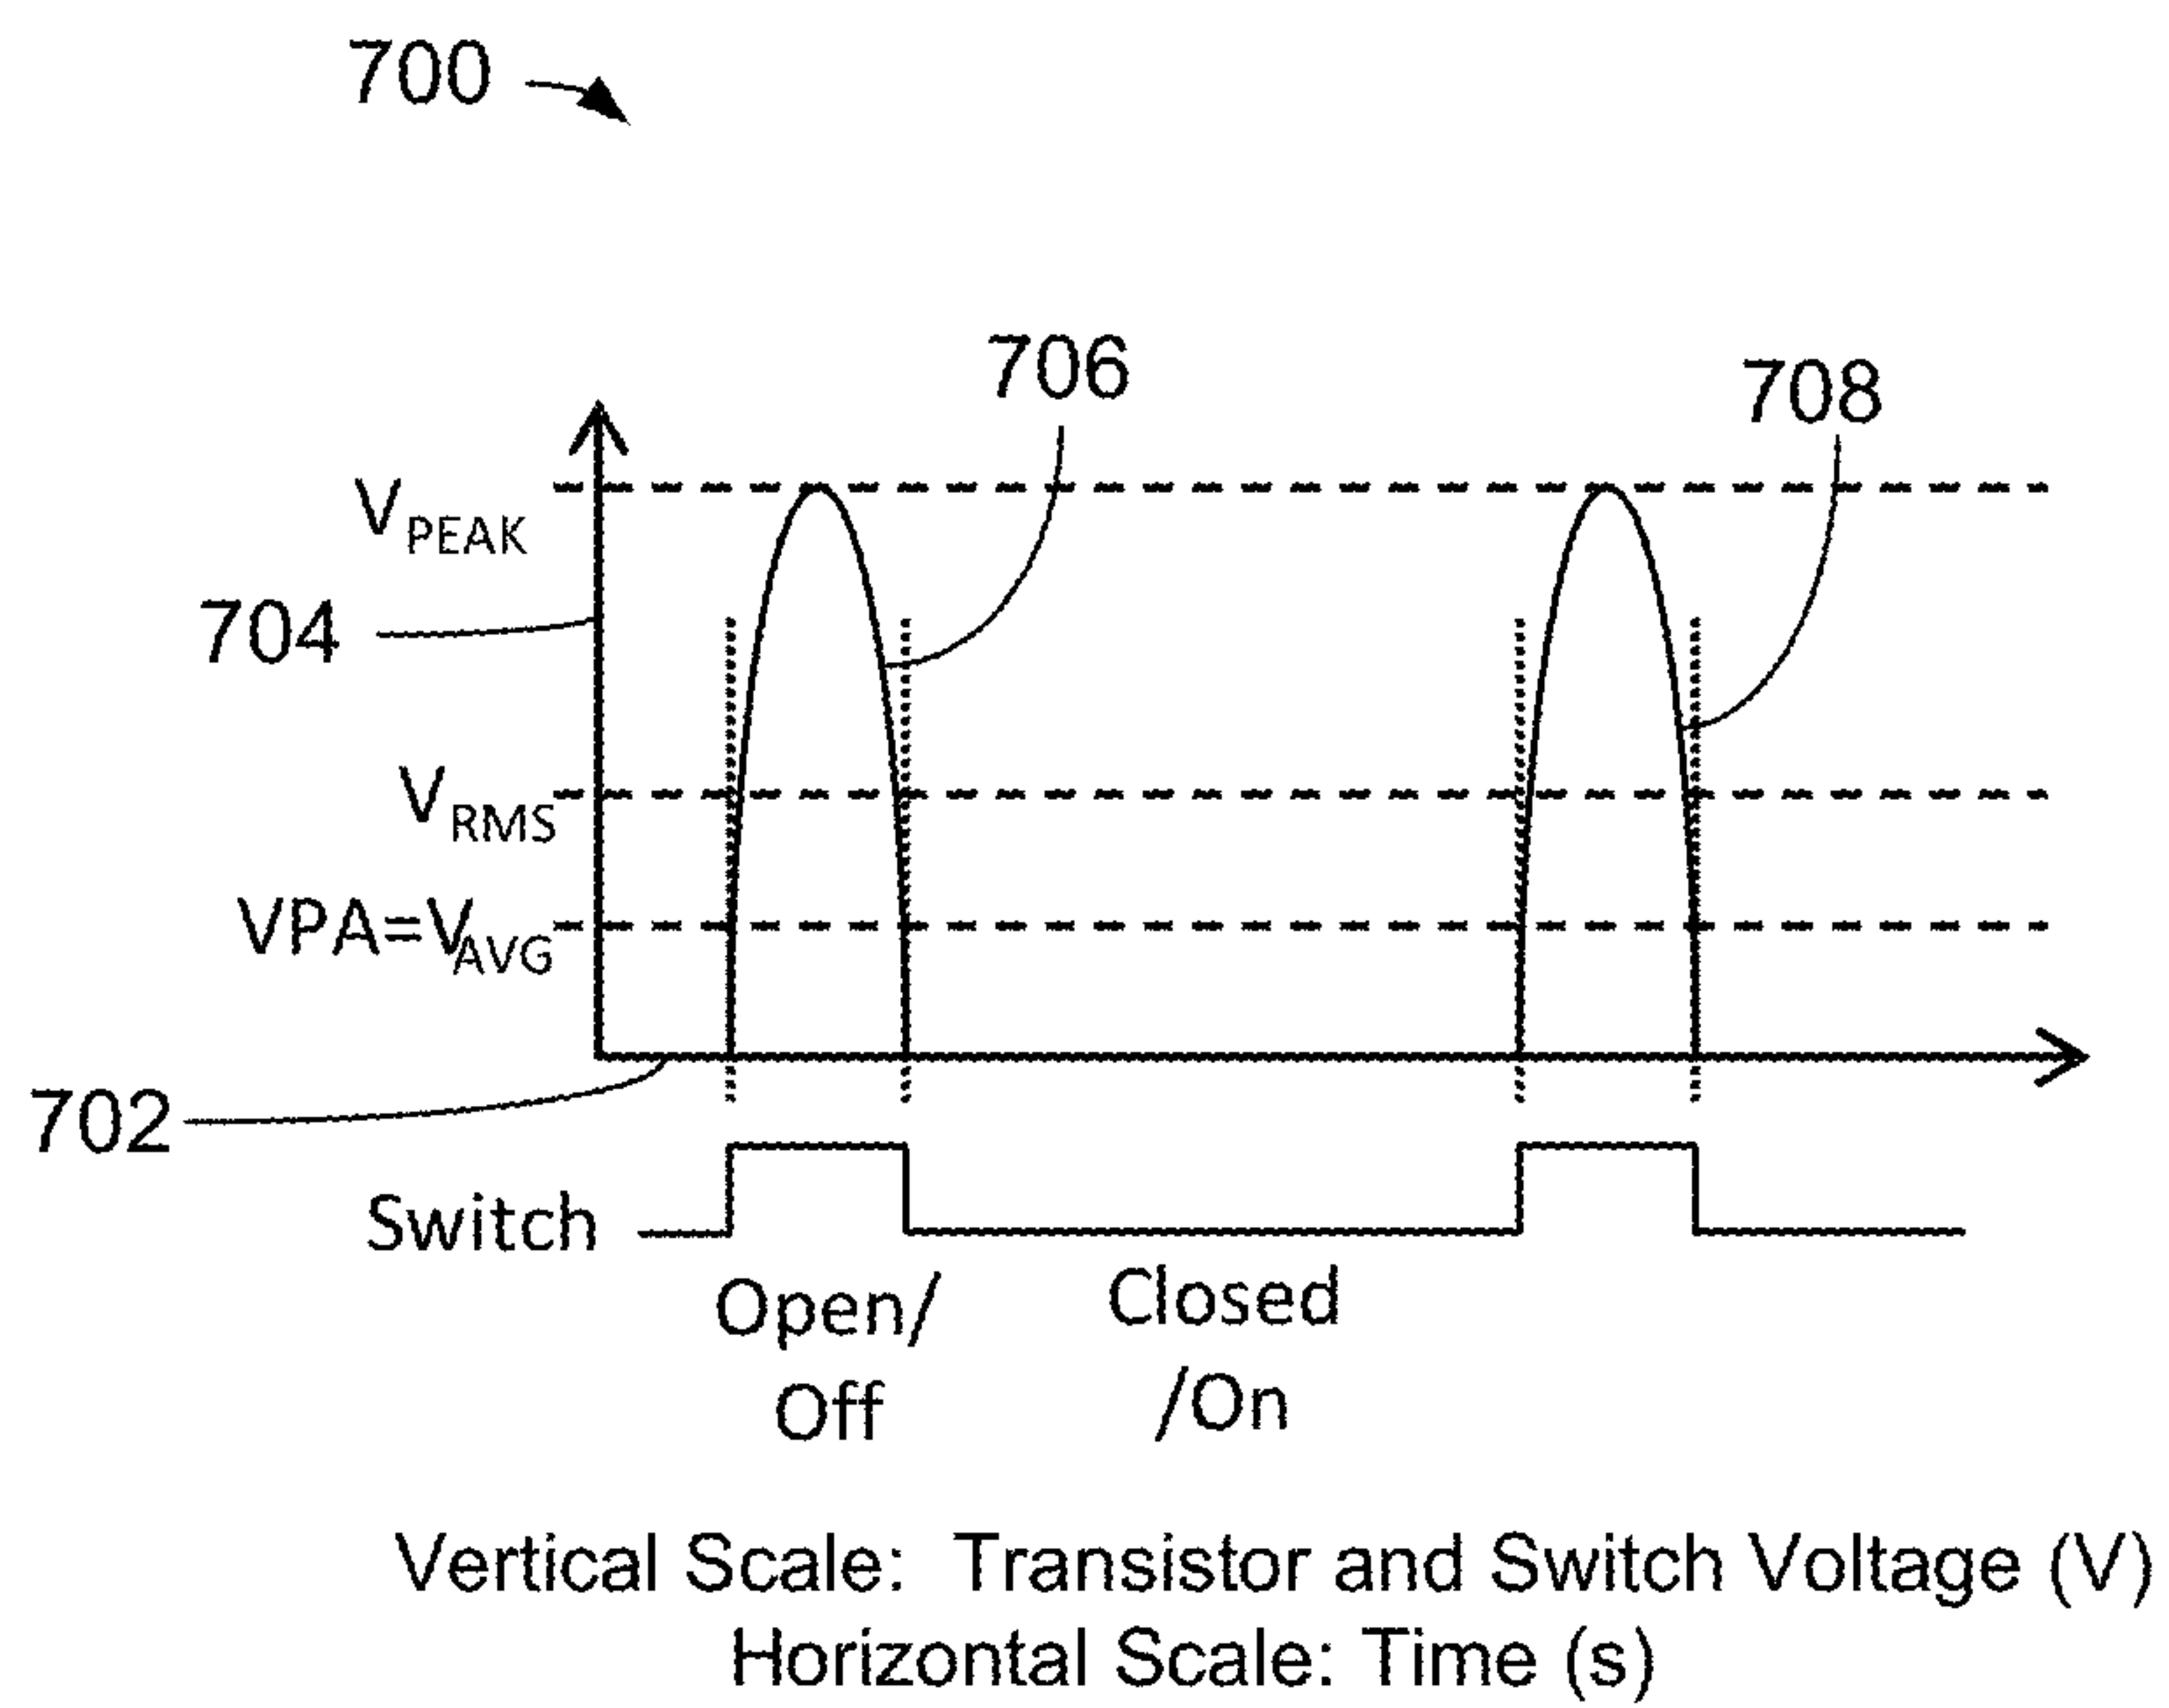 700
706
708
VPEAK
704
VRMS
VPA=VAVG
702
Switch
Open/
Off
Closed
/On
Vertical Scale: Transistor and Switch Voltage (V)
Horizontal Scale: Time (s)